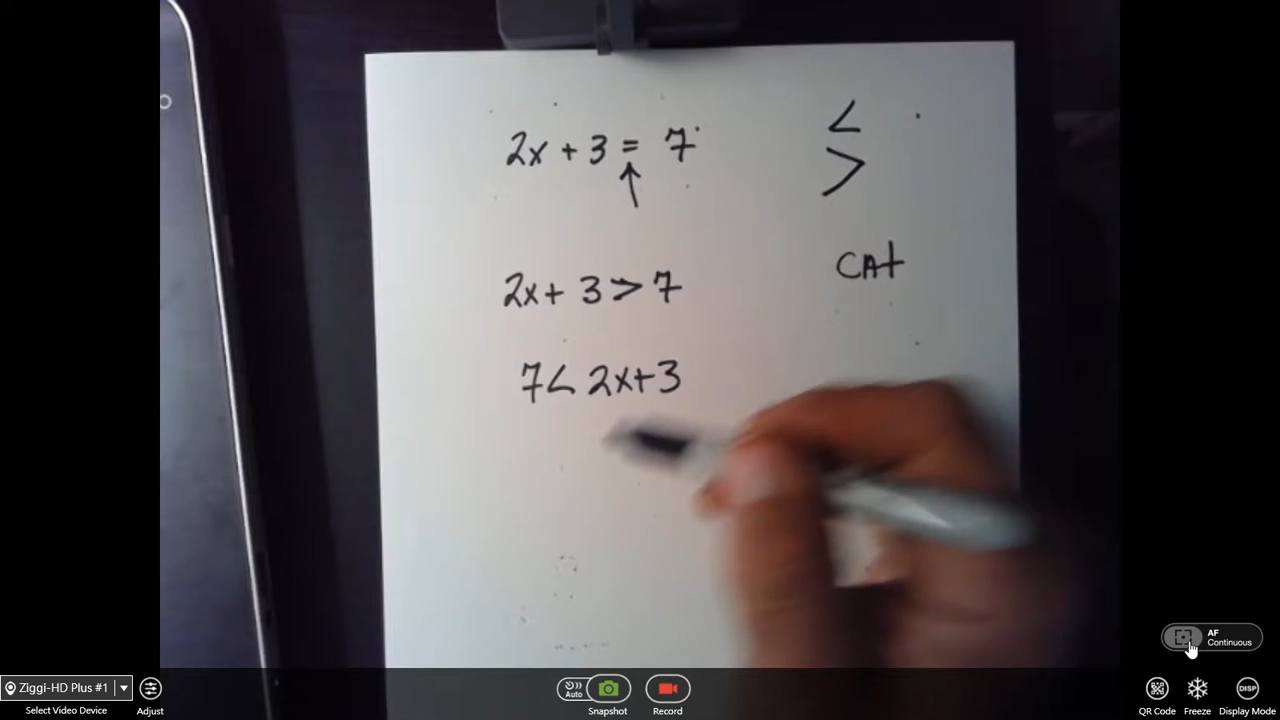 2x + 3 = 7
<
>
2x + 3 > 7
CAt
7 < 2x + 3
AF
Continuous
Ziggi-HD Plus #1
Select Video Device
Adjust
Auto
Snapshot
Record
QR Code
Freeze
DISP
Display Mode